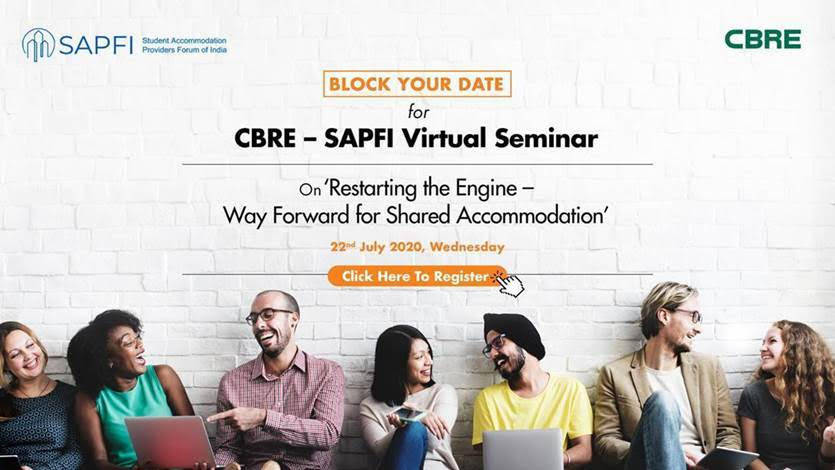 SAPFI
Student Accommodation
Providers Forum of India
CBRE
BLOCK YOUR DATE
for
CBRE – SAPFI Virtual Seminar
On ‘Restarting the Engine –
Way Forward for Shared Accommodation’
22nd July 2020, Wednesday
Click Here To Register